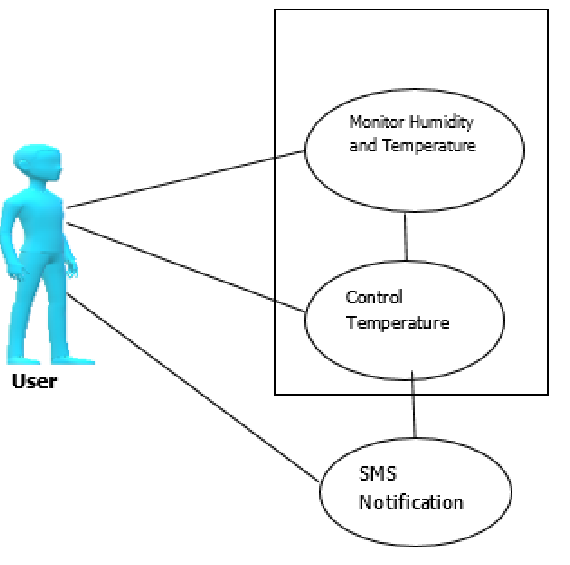 Monitor Humidity
and Temperature
Control
Temperature
User
SMS
Notification